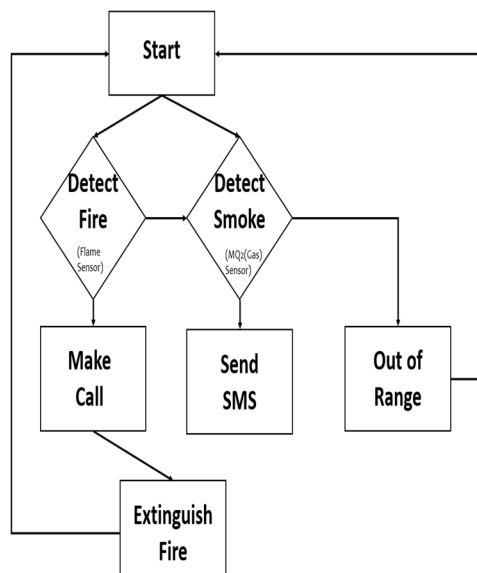 Start
Detect
Fire
(Flame
Sensor)
Detect
Smoke
(MQ2(Gas)
Sensor)
Make
Call
Send
SMS
Out of
Range
Extinguish
Fire